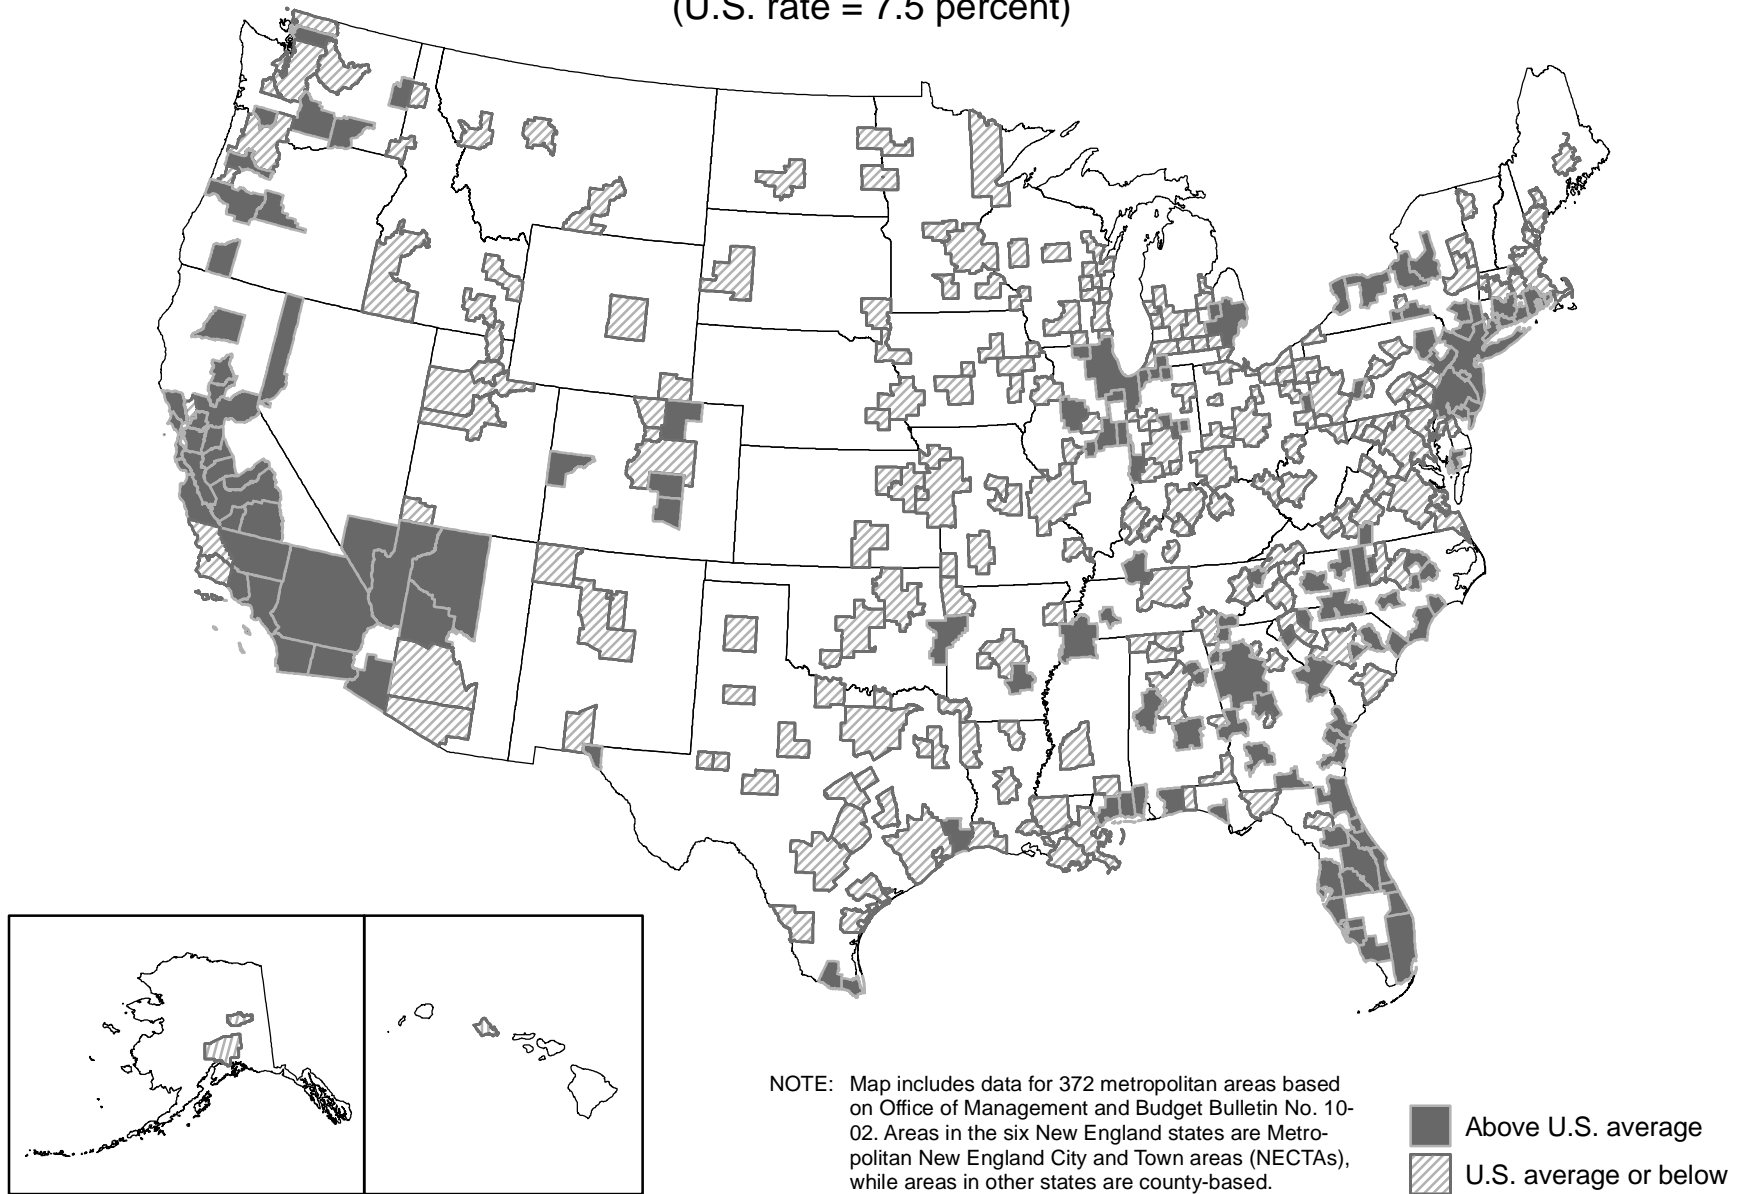 (U.S. rate = 7.5 percent)
NOTE: Map includes data for 372 metropolitan areas based
on Office of Management and Budget Bulletin No. 10-
02. Areas in the six New England states are Metro-
politan New England City and Town areas (NECTAs),
while areas in other states are county-based.
Above U.S. average
U.S. average or below